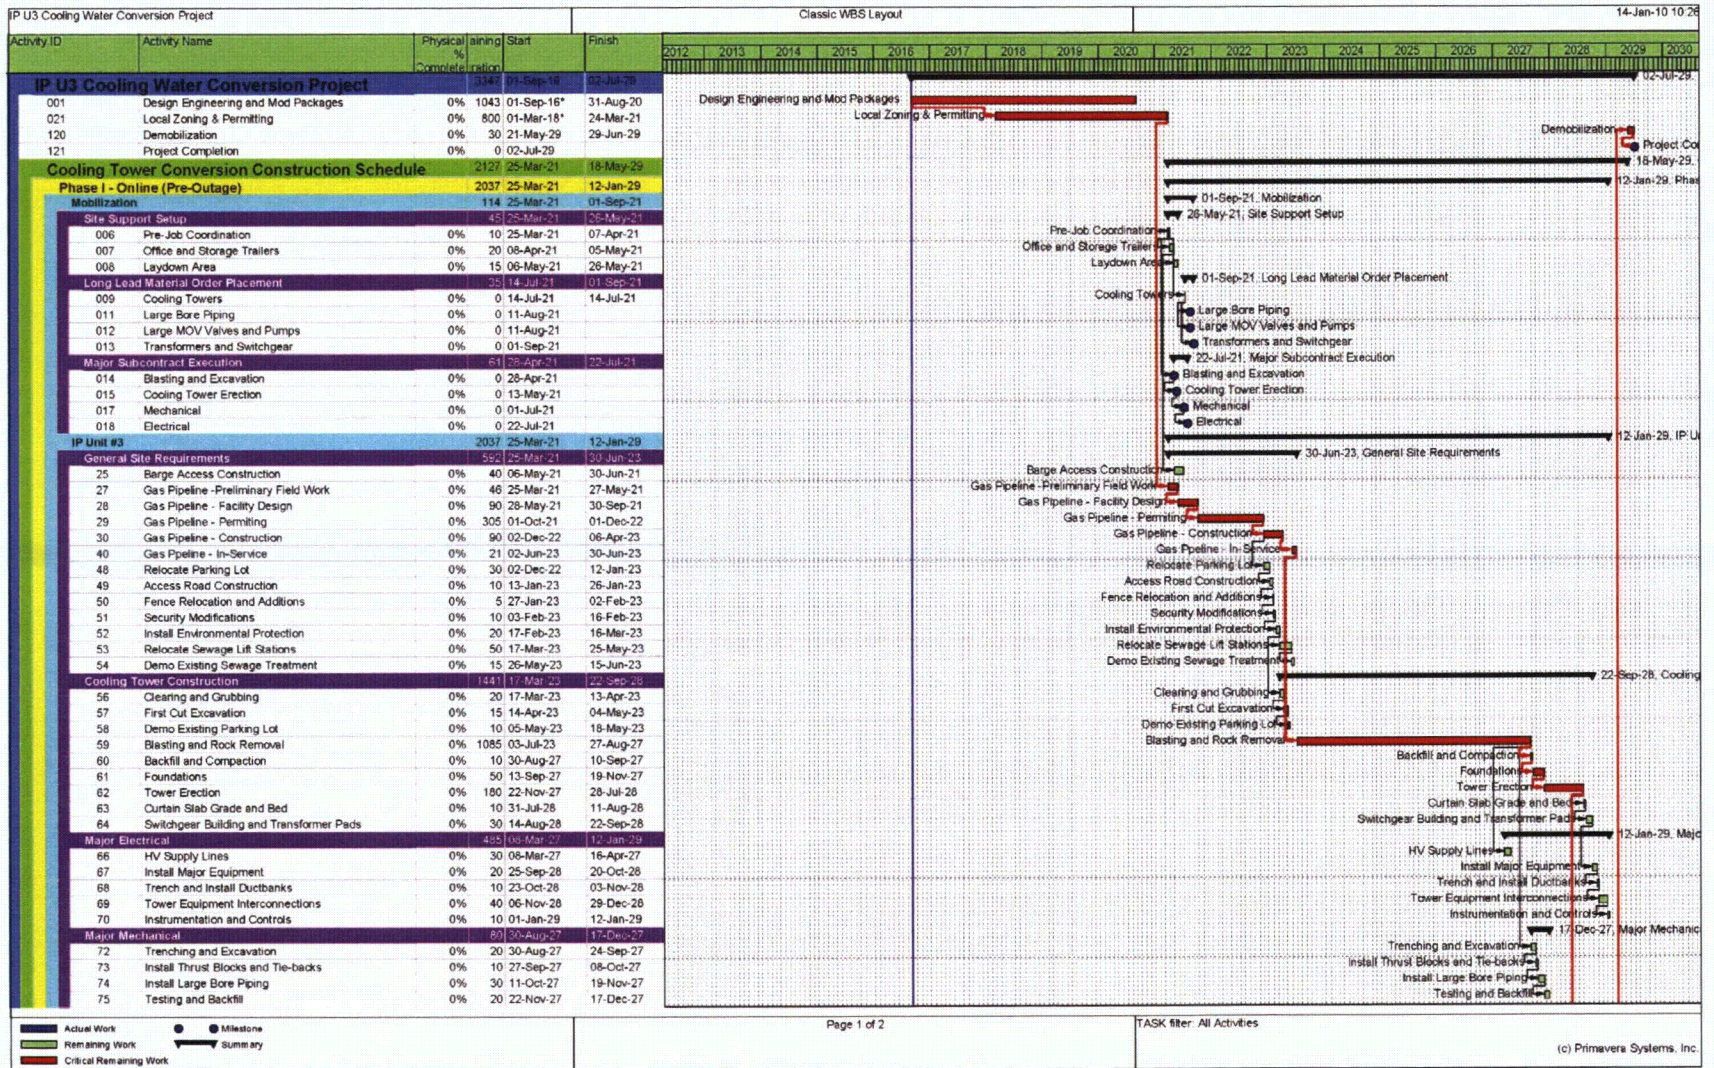 IP U3 Cooling Water Conversion Project Classic WBS Layout 14-Jan-10 10:26
Activity ID Activity Name Physical % Complete aining ration Start Finish 2012 2013 2014 2015 2016 2017 2018 2019 2020 2021 2022 2023 2024 2025 2026 2027 2028 2029 2030
IP U3 Cooling Water Conversion Project 3347 01-Sep-16 02-Jul-29 02-Jul-29,
001 Design Engineering and Mod Packages 0% 1043 01-Sep-16* 31-Aug-20 Design Engineering and Mod Packages
021 Local Zoning & Permitting 0% 800 01-Mar-18* 24-Mar-21 Local Zoning & Permitting
120 Demobilization 0% 30 21-May-29 29-Jun-29 Demobilization
121 Project Completion 0% 0 02-Jul-29 Project Co
Cooling Tower Conversion Construction Schedule 2127 25-Mar-21 18-May-29 18-May-29,
Phase I - Online (Pre-Outage) 2037 25-Mar-21 12-Jan-29 12-Jan-29, Phas
Mobilization 114 25-Mar-21 01-Sep-21 01-Sep-21, Mobilization
Site Support Setup 45 25-Mar-21 26-May-21 26-May-21, Site Support Setup
006 Pre-Job Coordination 0% 10 25-Mar-21 07-Apr-21 Pre-Job Coordination
007 Office and Storage Trailers 0% 20 08-Apr-21 05-May-21 Office and Storage Trailers
008 Laydown Area 0% 15 06-May-21 26-May-21 Laydown Area
Long Lead Material Order Placement 35 14-Jul-21 01-Sep-21 01-Sep-21, Long Lead Material Order Placement
009 Cooling Towers 0% 0 14-Jul-21 14-Jul-21 Cooling Towers
011 Large Bore Piping 0% 0 11-Aug-21 Large Bore Piping
012 Large MOV Valves and Pumps 0% 0 11-Aug-21 Large MOV Valves and Pumps
013 Transformers and Switchgear 0% 0 01-Sep-21 Transformers and Switchgear
Major Subcontract Execution 61 28-Apr-21 22-Jul-21 22-Jul-21, Major Subcontract Execution
014 Blasting and Excavation 0% 0 28-Apr-21 Blasting and Excavation
015 Cooling Tower Erection 0% 0 13-May-21 Cooling Tower Erection
017 Mechanical 0% 0 01-Jul-21 Mechanical
018 Electrical 0% 0 22-Jul-21 Electrical
IP Unit #3 2037 25-Mar-21 12-Jan-29 12-Jan-29, IP U
General Site Requirements 592 25-Mar-21 30-Jun-23 30-Jun-23, General Site Requirements
25 Barge Access Construction 0% 40 06-May-21 30-Jun-21 Barge Access Construction
27 Gas Pipeline -Preliminary Field Work 0% 46 25-Mar-21 27-May-21 Gas Pipeline -Preliminary Field Work
28 Gas Pipeline - Facility Design 0% 90 28-May-21 30-Sep-21 Gas Pipeline - Facility Design
29 Gas Pipeline - Permiting 0% 305 01-Oct-21 01-Dec-22 Gas Pipeline - Permiting
30 Gas Pipeline - Construction 0% 90 02-Dec-22 06-Apr-23 Gas Pipeline - Construction
40 Gas Ppeline - In-Service 0% 21 02-Jun-23 30-Jun-23 Gas Ppeline - In-Service
48 Relocate Parking Lot 0% 30 02-Dec-22 12-Jan-23 Relocate Parking Lot
49 Access Road Construction 0% 10 13-Jan-23 26-Jan-23 Access Road Construction
50 Fence Relocation and Additions 0% 5 27-Jan-23 02-Feb-23 Fence Relocation and Additions
51 Security Modifications 0% 10 03-Feb-23 16-Feb-23 Security Modifications
52 Install Environmental Protection 0% 20 17-Feb-23 16-Mar-23 Install Environmental Protection
53 Relocate Sewage Lift Stations 0% 50 17-Mar-23 25-May-23 Relocate Sewage Lift Stations
54 Demo Existing Sewage Treatment 0% 15 26-May-23 15-Jun-23 Demo Existing Sewage Treatment
Cooling Tower Construction 1441 17-Mar-23 22-Sep-28 22-Sep-28, Cooling
56 Clearing and Grubbing 0% 20 17-Mar-23 13-Apr-23 Clearing and Grubbing
57 First Cut Excavation 0% 15 14-Apr-23 04-May-23 First Cut Excavation
58 Demo Existing Parking Lot 0% 10 05-May-23 18-May-23 Demo Existing Parking Lot
59 Blasting and Rock Removal 0% 1085 03-Jul-23 27-Aug-27 Blasting and Rock Removal
60 Backfill and Compaction 0% 10 30-Aug-27 10-Sep-27 Backfill and Compaction
61 Foundations 0% 50 13-Sep-27 19-Nov-27 Foundations
62 Tower Erection 0% 180 22-Nov-27 28-Jul-28 Tower Erection
63 Curtain Slab Grade and Bed 0% 10 31-Jul-28 11-Aug-28 Curtain Slab Grade and Bed
64 Switchgear Building and Transformer Pads 0% 30 14-Aug-28 22-Sep-28 Switchgear Building and Transformer Pads
Major Electrical 485 08-Mar-27 12-Jan-29 12-Jan-29, Majo
66 HV Supply Lines 0% 30 08-Mar-27 16-Apr-27 HV Supply Lines
67 Install Major Equipment 0% 20 25-Sep-28 20-Oct-28 Install Major Equipment
68 Trench and Install Ductbanks 0% 10 23-Oct-28 03-Nov-28 Trench and Install Ductbanks
69 Tower Equipment Interconnections 0% 40 06-Nov-28 29-Dec-28 Tower Equipment Interconnections
70 Instrumentation and Controls 0% 10 01-Jan-29 12-Jan-29 Instrumentation and Controls
Major Mechanical 80 30-Aug-27 17-Dec-27 17-Dec-27, Major Mechanic
72 Trenching and Excavation 0% 20 30-Aug-27 24-Sep-27 Trenching and Excavation
73 Install Thrust Blocks and Tie-backs 0% 10 27-Sep-27 08-Oct-27 Install Thrust Blocks and Tie-backs
74 Install Large Bore Piping 0% 30 11-Oct-27 19-Nov-27 Install Large Bore Piping
75 Testing and Backfill 0% 20 22-Nov-27 17-Dec-27 Testing and Backfill
Actual Work Milestone Page 1 of 2 TASK filter: All Activities
Remaining Work Summary
Critical Remaining Work (c) Primavera Systems, Inc.